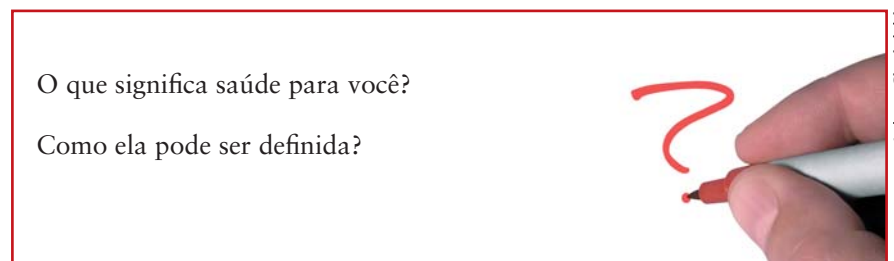 O que significa saúde para você?
Como ela pode ser definida?